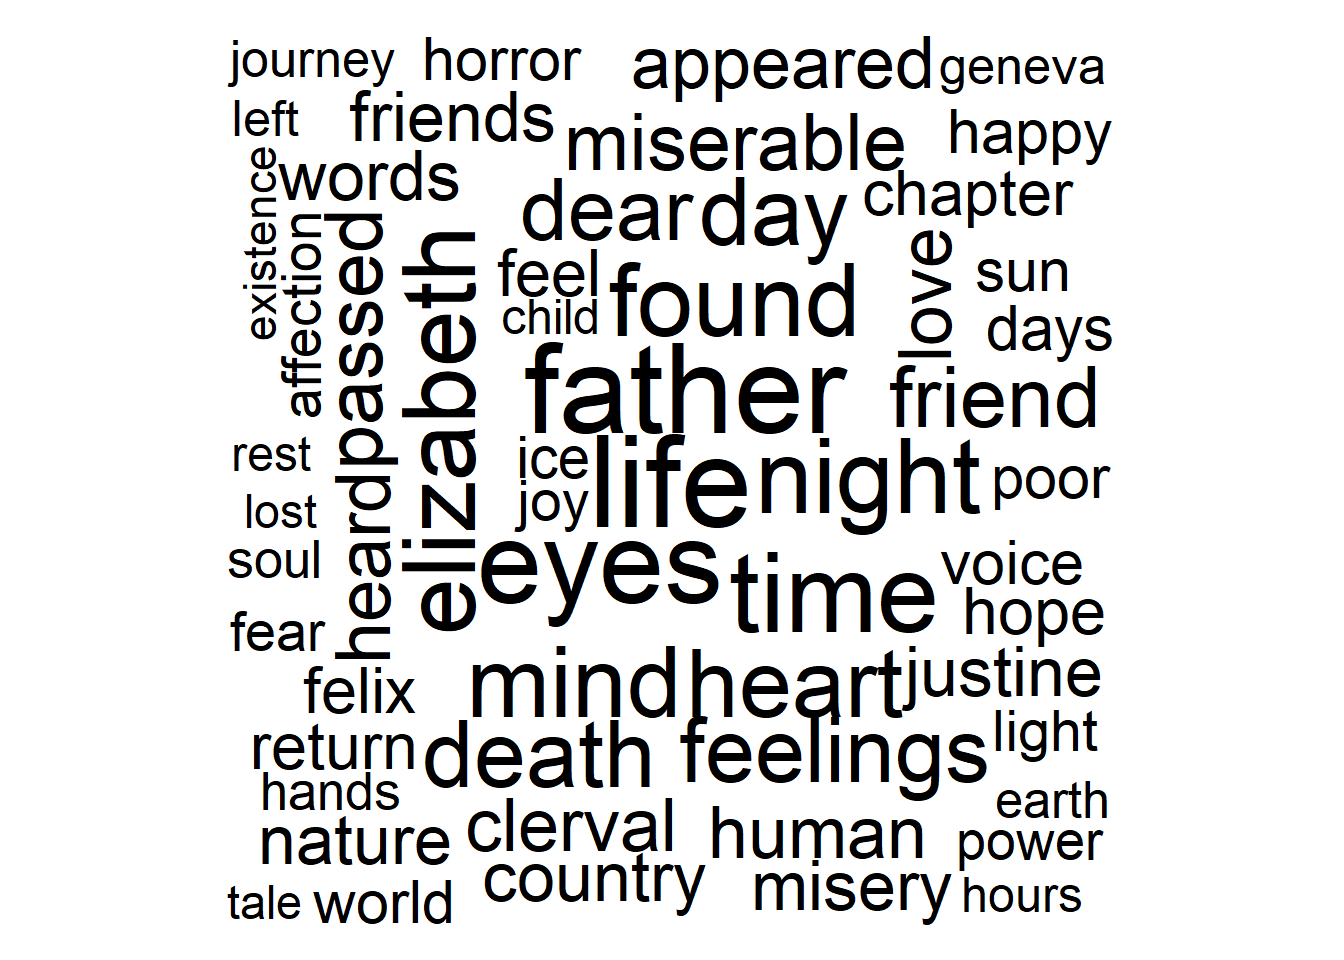 journey horror appeared geneva
left friends miserable happy
existence words dear day chapter
affection passed elizabeth feel found love sun
child days
father friend
rest ice life night poor
lost heard joy
soul eyes time voice
fear hope
felix mind heart justine
return death feelings light
hands earth
nature clerval human power
country misery
tale world hours